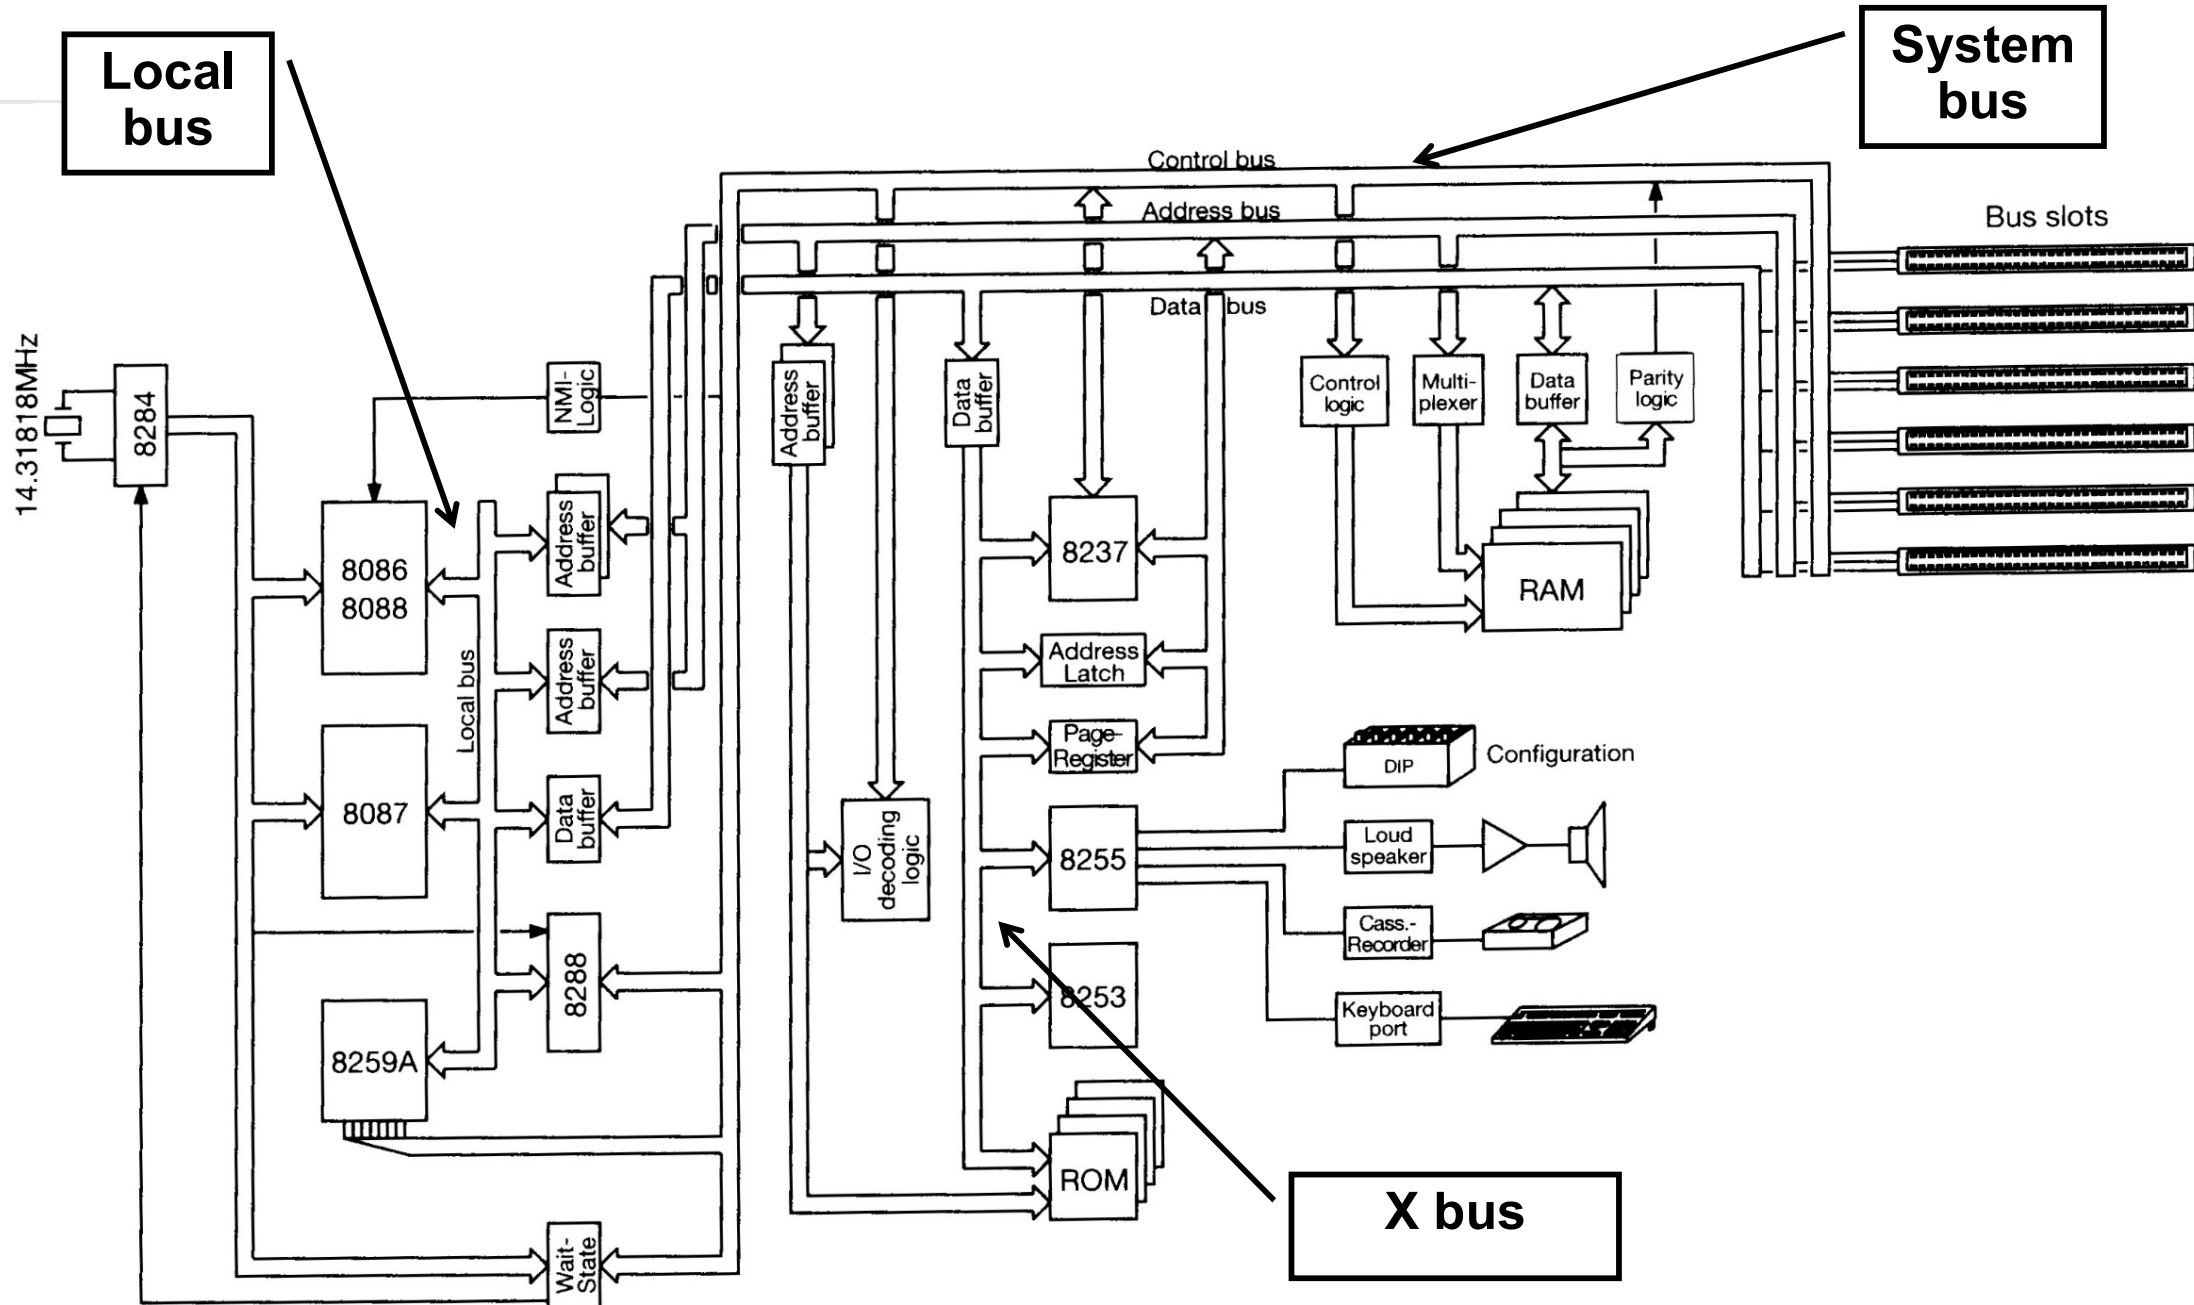 Local
bus
System
bus
Control bus
Address bus
Bus slots
Data bus
14.31818MHz
8284
NMI-
Logic
Address
buffer
Data
buffer
Control
logic
Multi-
plexer
Data
buffer
Parity
logic
8086
8088
Address
buffer
8237
RAM
Local bus
Address
buffer
Address
Latch
Page-
Register
DIP
Configuration
8087
Data
buffer
I/O
decoding
logic
8255
Loud
speaker
Cass.-
Recorder
8288
8253
Keyboard
port
8259A
ROM
X bus
Wait-
State